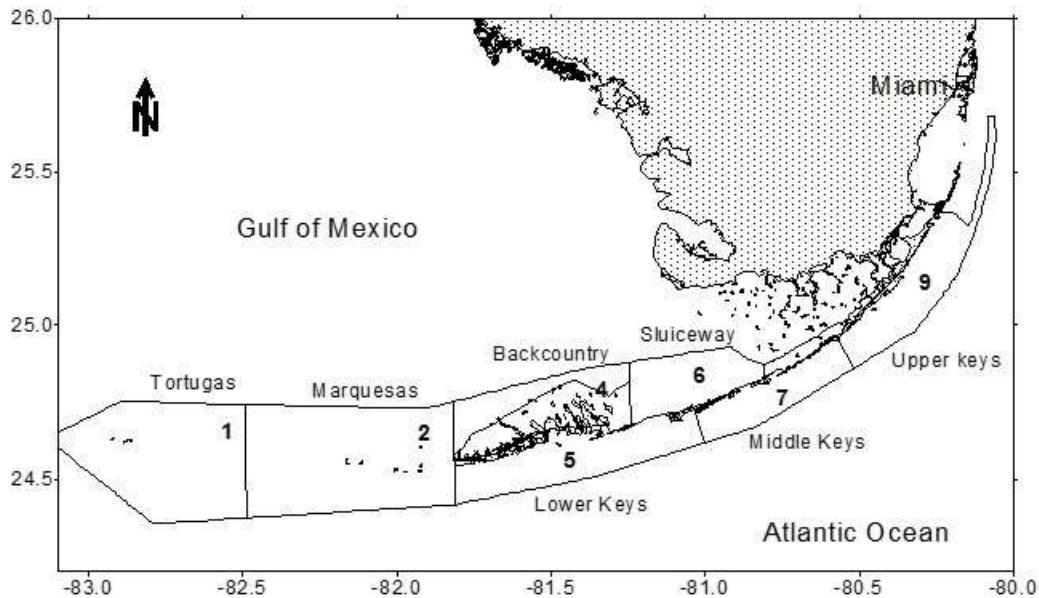 26.0
Miami
N
25.5
Gulf of Mexico
9
25.0
Sluiceway
Backcountry
Upper keys
Tortugas
Marquesas
4
6
7
1
2
Middle Keys
5
24.5
Lower Keys
Atlantic Ocean
-83.0
-82.5
-82.0
-81.5
-81.0
-80.5
-80.0